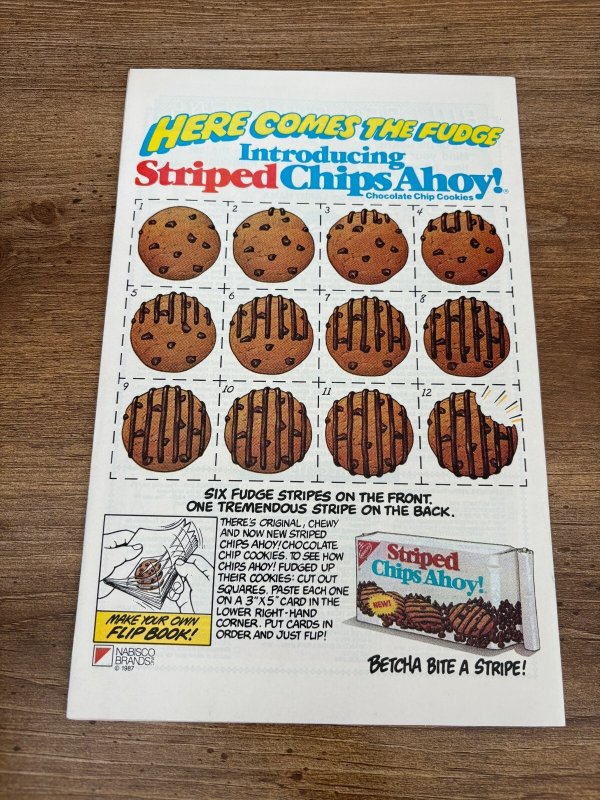 HERE COMES THE FUDGE
Introducing
Striped Chips Ahoy!®
Chocolate Chip Cookies
1 2 3 4
5 6 7 8
9 10 11 12
SIX FUDGE STRIPES ON THE FRONT.
ONE TREMENDOUS STRIPE ON THE BACK.
THERE'S ORIGINAL, CHEWY
AND NOW NEW STRIPED
CHIPS AHOY! CHOCOLATE
CHIP COOKIES. TO SEE HOW
CHIPS AHOY! FUDGED UP
THEIR COOKIES: CUT OUT
SQUARES. PASTE EACH ONE
ON A 3"X5" CARD IN THE
LOWER RIGHT-HAND
CORNER. PUT CARDS IN
ORDER AND JUST FLIP!
MAKE YOUR OWN
FLIP BOOK!
NABISCO
BRANDS
© 1987
Striped
Chips Ahoy!
NEW!
BETCHA BITE A STRIPE!